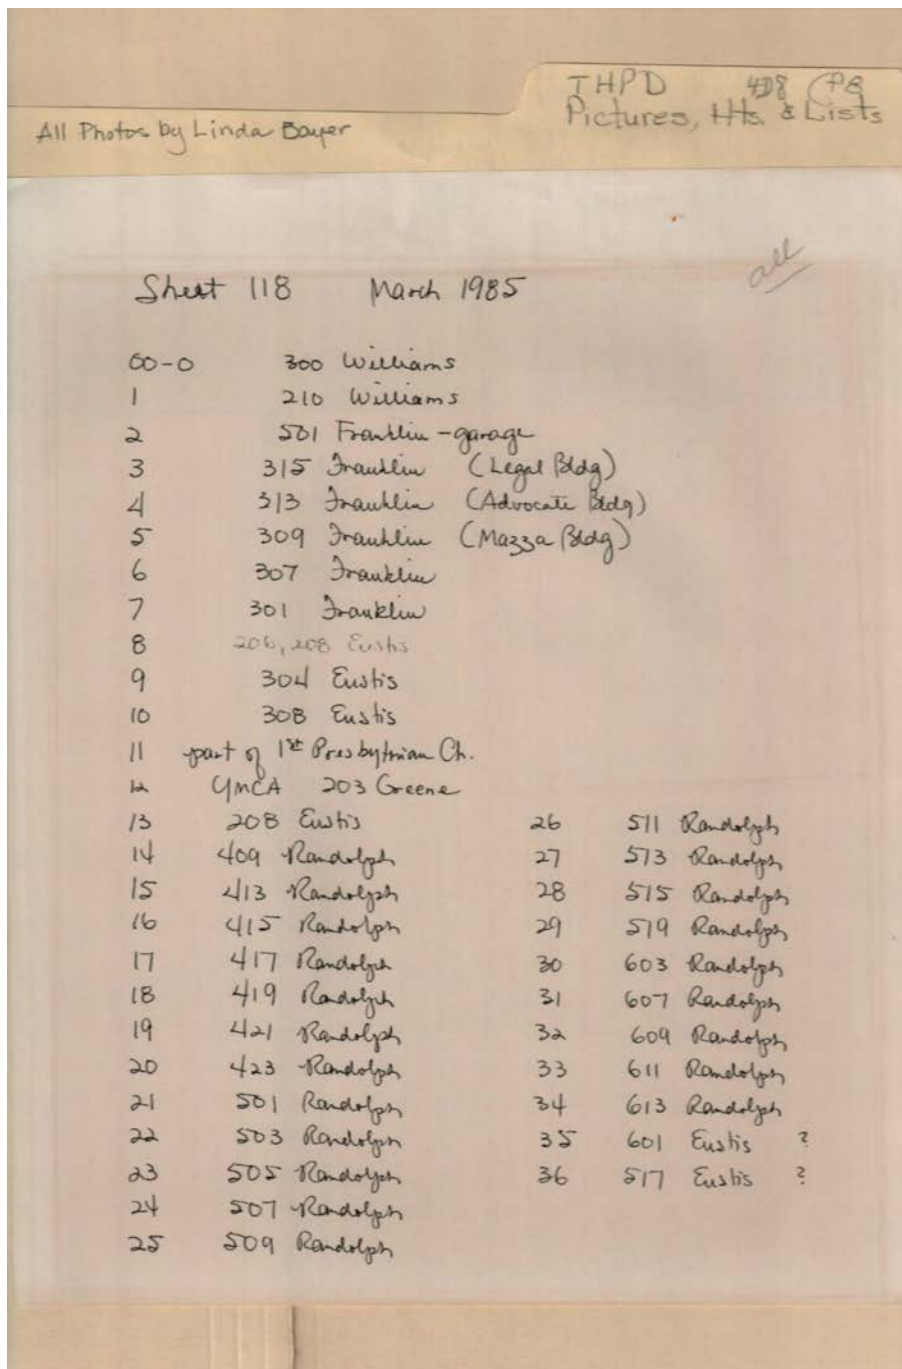 THPD 4D8 P8
Pictures, Hts. & Lists
All Photos by Linda Bayer
all
Sheet 118 March 1985
00-0 300 Williams
1 210 Williams
2 501 Franklin - garage
3 315 Franklin (Legal Bldg)
4 313 Franklin (Advocate Bldg)
5 309 Franklin (Mazza Bldg)
6 307 Franklin
7 301 Franklin
8 206, 208 Eustis
9 304 Eustis
10 308 Eustis
11 part of 1st Presbytrian Ch.
12 YMCA 203 Greene
13 208 Eustis
14 409 Randolph
15 413 Randolph
16 415 Randolph
17 417 Randolph
18 419 Randolph
19 421 Randolph
20 423 Randolph
21 501 Randolph
22 503 Randolph
23 505 Randolph
24 507 Randolph
25 509 Randolph
26 511 Randolph
27 513 Randolph
28 515 Randolph
29 519 Randolph
30 603 Randolph
31 607 Randolph
32 609 Randolph
33 611 Randolph
34 613 Randolph
35 601 Eustis ?
36 517 Eustis ?